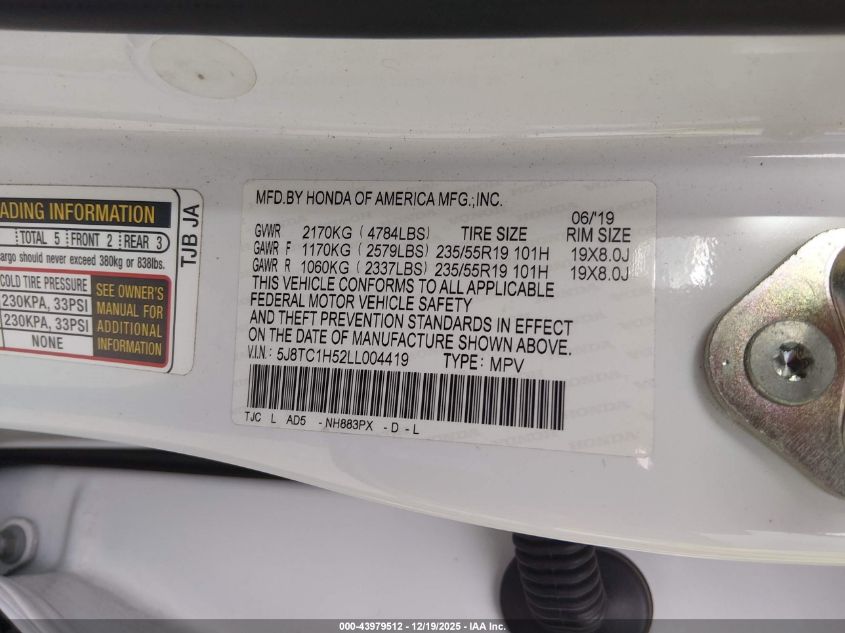 ADING INFORMATION
TOTAL 5 FRONT 2 REAR 3
argo should never exceed 380kg or 838lbs.
COLD TIRE PRESSURE
230KPA, 33PSI
230KPA, 33PSI
NONE
SEE OWNER'S
MANUAL FOR
ADDITIONAL
INFORMATION
TJB JA
MFD.BY HONDA OF AMERICA MFG.;INC.
06/'19
GVWR 2170KG (4784LBS) TIRE SIZE RIM SIZE
GAWR F 1170KG (2579LBS) 235/55R19 101H 19X8.0J
GAWR R 1060KG (2337LBS) 235/55R19 101H 19X8.0J
THIS VEHICLE CONFORMS TO ALL APPLICABLE
FEDERAL MOTOR VEHICLE SAFETY
AND THEFT PREVENTION STANDARDS IN EFFECT
ON THE DATE OF MANUFACTURE SHOWN ABOVE.
V.I.N.: 5J8TC1H52LL004419 TYPE: MPV
TJC L AD5 -NH883PX -D-L
000-43979512 - 12/19/2025 - IAA Inc.